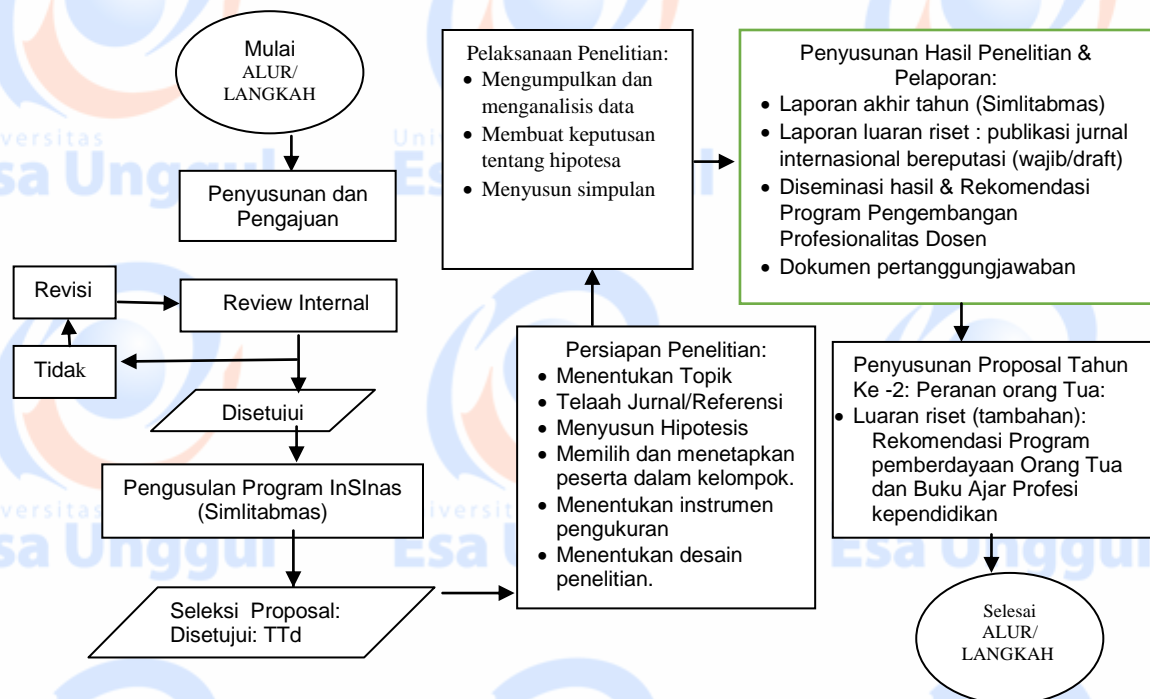 Mulai
ALUR/
LANGKAH
Penyusunan dan
Pengajuan
Revisi
Review Internal
Tidak
Disetuiui
Pengusulan Program InSInas
(Simlitabmas)
Seleksi Proposal:
Disetujui: TTd
Persiapan Penelitian:
• Menentukan Topik
• Telaah Jurnal/Referensi
• Menyusun Hipotesis
• Memilih dan menetapkan
peserta dalam kelompok.
• Menentukan instrumen
pengukuran
• Menentukan desain
penelitian.
Pelaksanaan Penelitian:
• Mengumpulkan dan
menganalisis data
• Membuat keputusan
tentang hipotesa
• Menyusun simpulan
Penyusunan Hasil Penelitian &
Pelaporan:
• Laporan akhir tahun (Simlitabmas)
• Laporan luaran riset : publikasi jurnal
internasional bereputasi (wajib/draft)
• Diseminasi hasil & Rekomendasi
Program Pengembangan
Profesionalitas Dosen
• Dokumen pertanggungjawaban
Penyusunan Proposal Tahun
Ke -2: Peranan orang Tua:
• Luaran riset (tambahan):
Rekomendasi Program
pemberdayaan Orang Tua
dan Buku Ajar Profesi
kependidikan
Selesai
ALUR/
LANGKAH
Esa Unggul